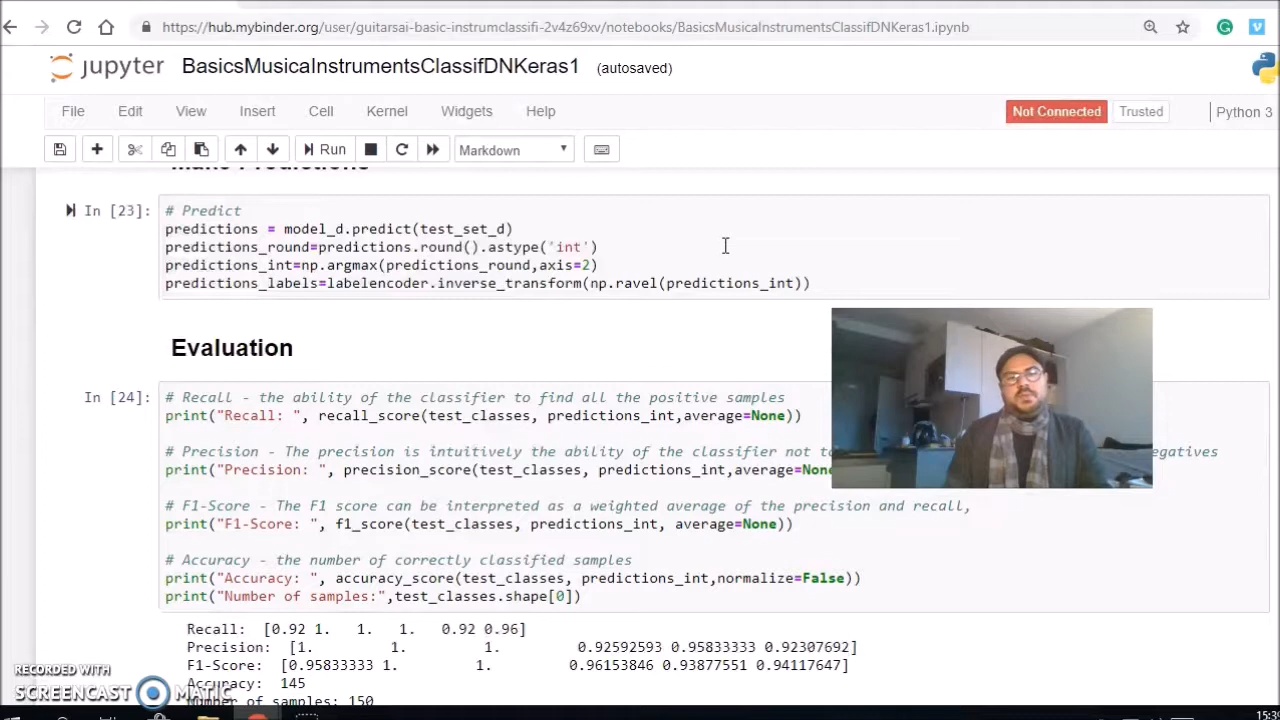 https://hub.mybinder.org/user/guitarsai-basic-instrumclassifi-2v4z69xv/notebooks/BasicsMusicaInstrumentsClassifDNKeras1.ipynb
jupyter BasicsMusicaInstrumentsClassifDNKeras1 (autosaved)
File Edit View Insert Cell Kernel Widgets Help Not Connected Trusted Python 3
Run Markdown
Make Predictions
In [23]: # Predict
predictions = model_d.predict(test_set_d)
predictions_round=predictions.round().astype('int')
predictions_int=np.argmax(predictions_round,axis=2)
predictions_labels=labelencoder.inverse_transform(np.ravel(predictions_int))
Evaluation
In [24]: # Recall - the ability of the classifier to find all the positive samples
print("Recall: ", recall_score(test_classes, predictions_int,average=None))
# Precision - The precision is intuitively the ability of the classifier not
print("Precision: ", precision_score(test_classes, predictions_int,average=None
# F1-Score - The F1 score can be interpreted as a weighted average of the precision and recall,
print("F1-Score: ", f1_score(test_classes, predictions_int, average=None))
# Accuracy - the number of correctly classified samples
print("Accuracy: ", accuracy_score(test_classes, predictions_int,normalize=False))
print("Number of samples:",test_classes.shape[0])
Recall: [0.92 1. 1. 1. 0.92 0.96]
Precision: [1. 1. 1. 0.92592593 0.95833333 0.92307692]
F1-Score: [0.95833333 1. 1. 0.96153846 0.93877551 0.94117647]
Accuracy: 145
Number of samples: 150
RECORDED WITH
SCREENCAST MATIC